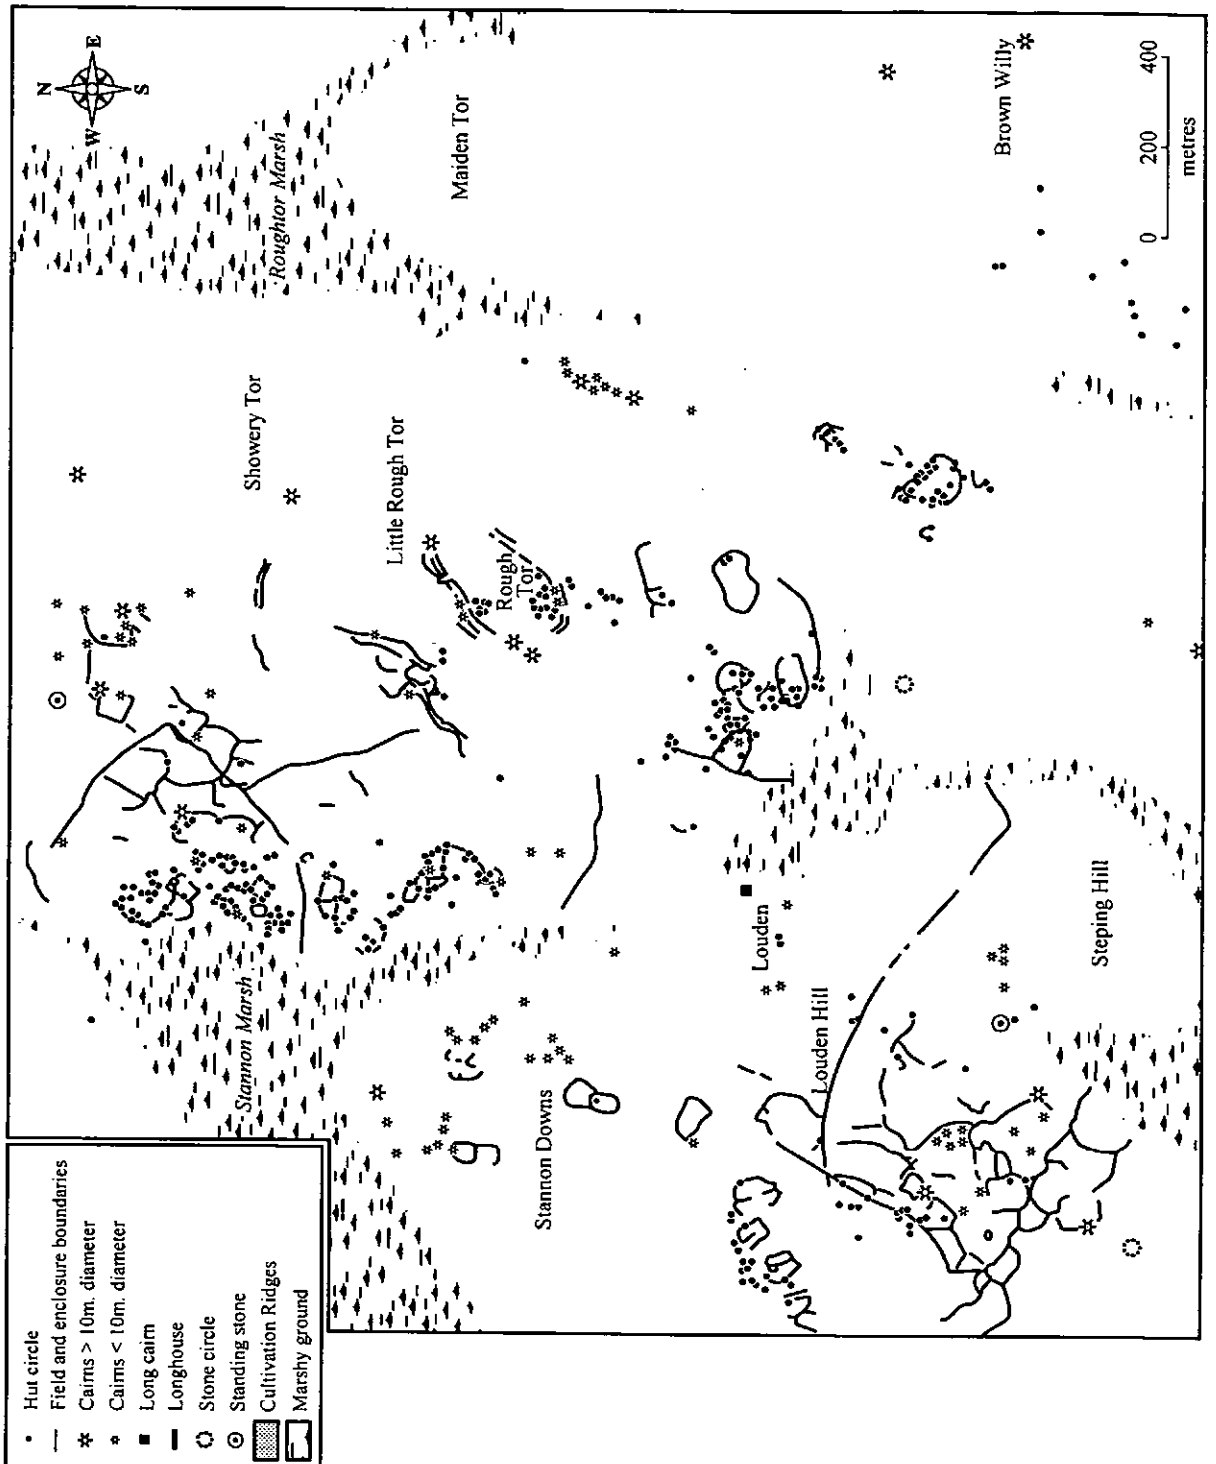 N
E
S
W
Roughtor Marsh
Maiden Tor
Brown Willy
0 200 400
metres
Showery Tor
Little Rough Tor
Rough
Tor
Stannon Marsh
Stannon Downs
Louden
Louden Hill
Steping Hill
Hut circle
Field and enclosure boundaries
Cairns > 10m. diameter
Cairns < 10m. diameter
Long cairn
Longhouse
Stone circle
Standing stone
Cultivation Ridges
Marshy ground